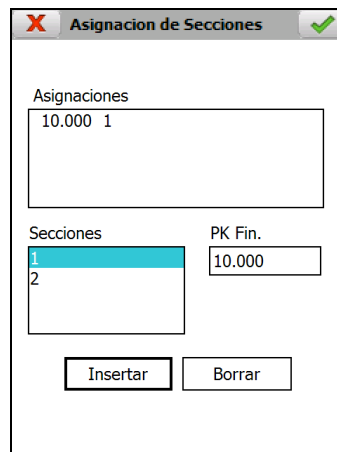 Asignacion de Secciones
Asignaciones
10.000 1
Secciones
PK Fin.
1
10.000
2
Insertar
Borrar